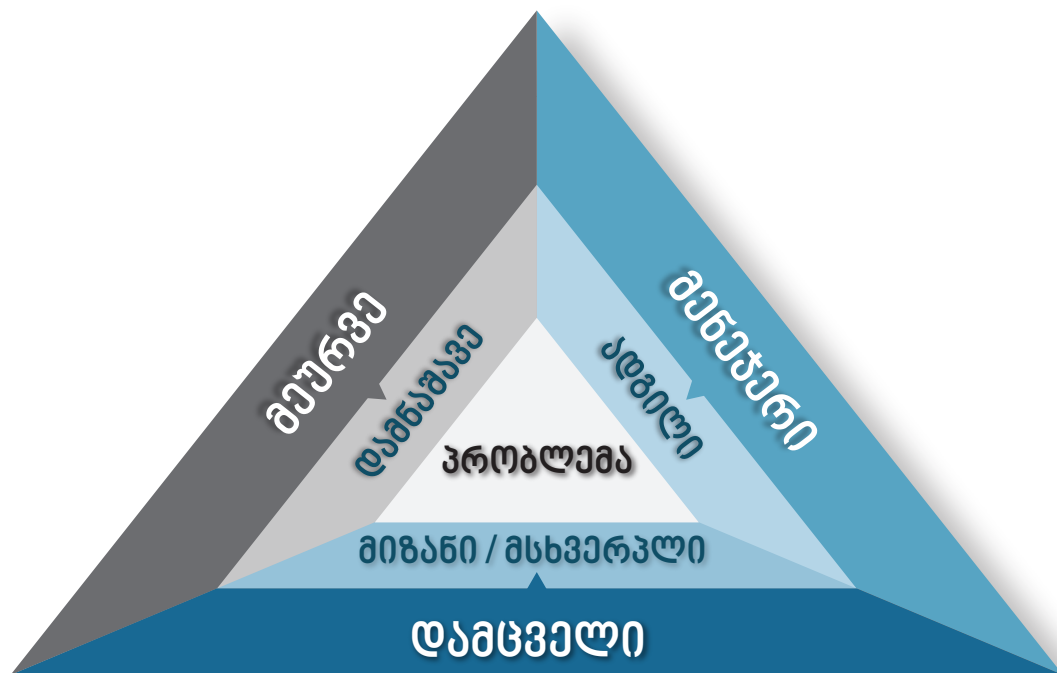 მეურვე
მენეჯერი
დამნაშავე
ადგილი
პრობლემა
მიზანი / მსხვერპლი
დამცველი